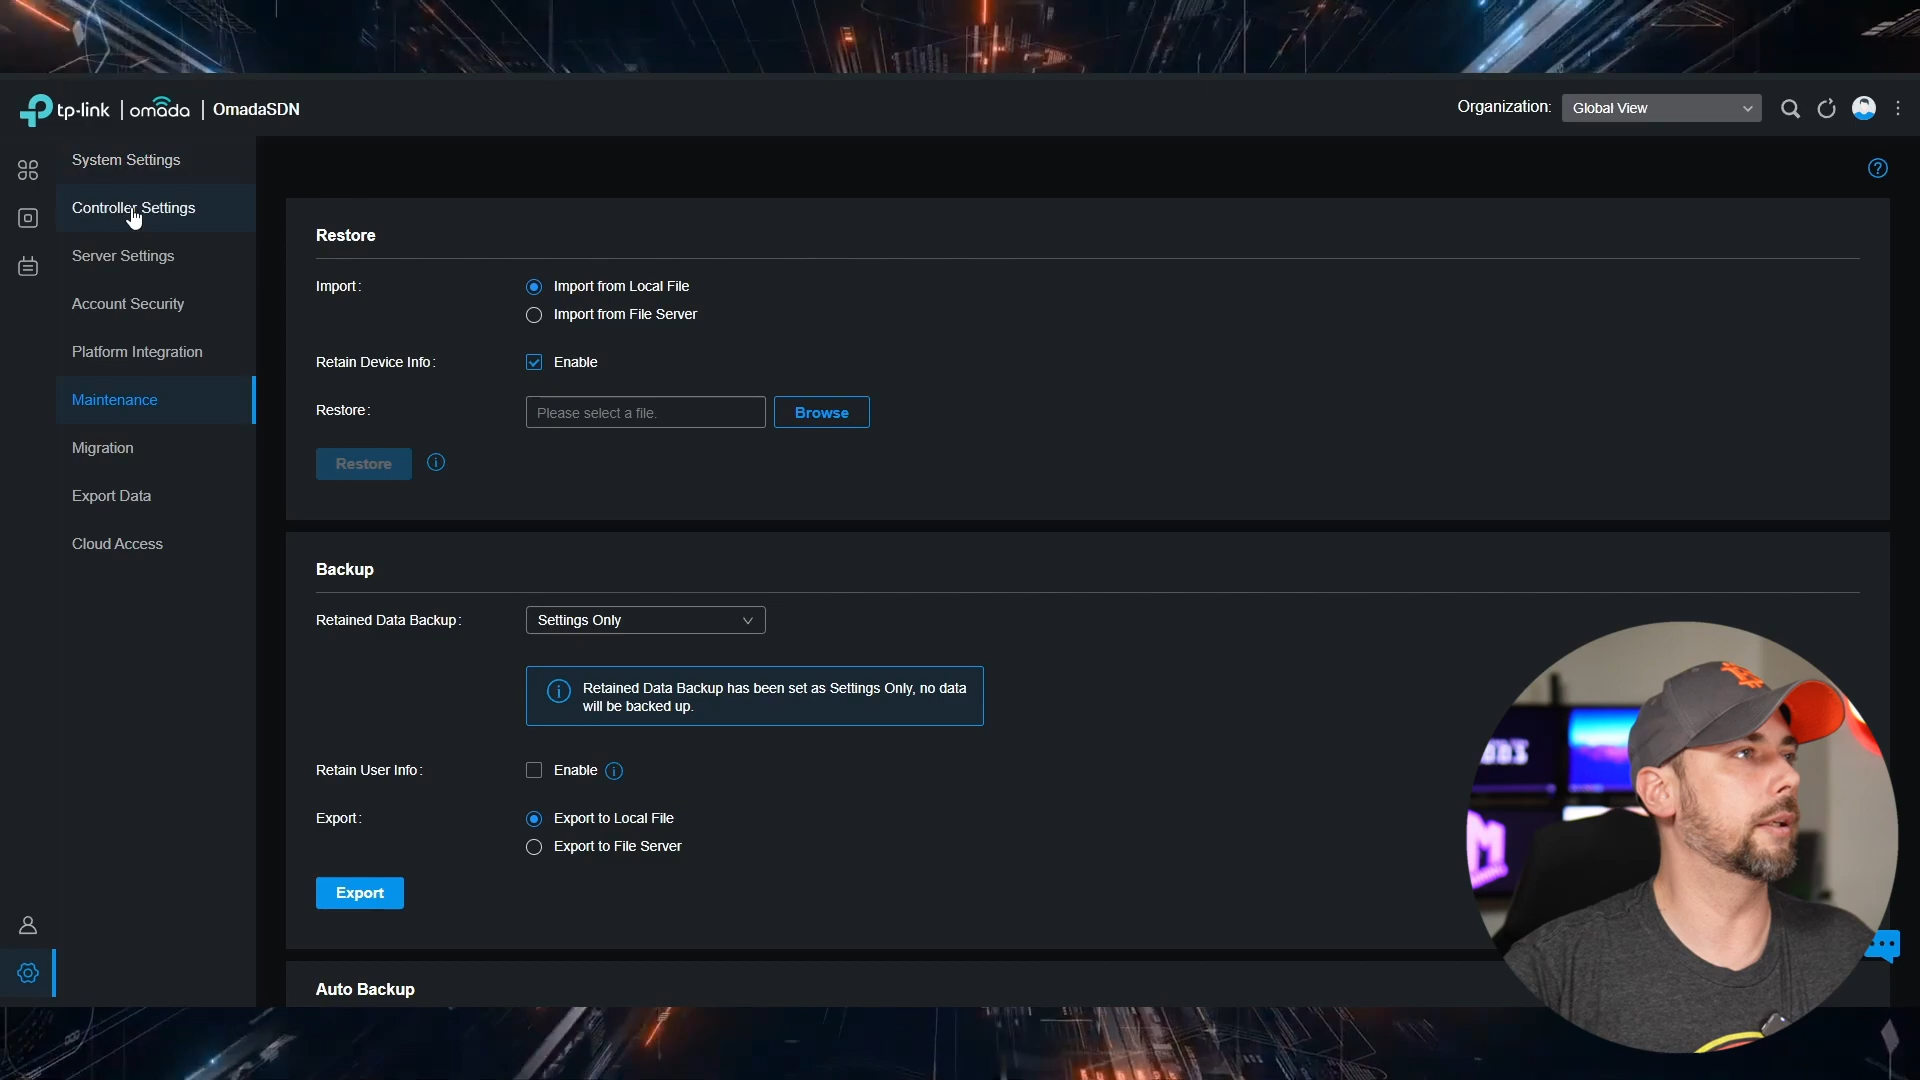 tp-link | omada | OmadaSDN
Organization: Global View
System Settings
Controller Settings
Server Settings
Account Security
Platform Integration
Maintenance
Migration
Export Data
Cloud Access
Restore
Import:
Import from Local File
Import from File Server
Retain Device Info:
Enable
Restore:
Please select a file.
Browse
Restore
Backup
Retained Data Backup:
Settings Only
Retained Data Backup has been set as Settings Only, no data
will be backed up.
Retain User Info:
Enable
Export:
Export to Local File
Export to File Server
Export
Auto Backup